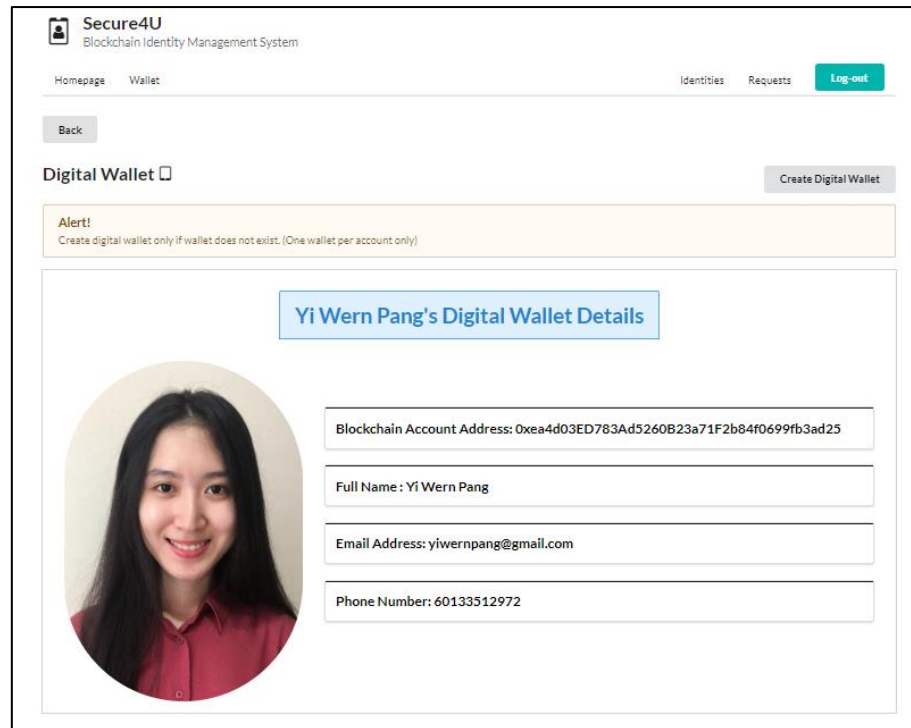 Secure4U
Blockchain Identity Management System
Homepage Wallet Identities Requests Log-out
Back
Digital Wallet
Create Digital Wallet
Alert!
Create digital wallet only if wallet does not exist. (One wallet per account only)
Yi Wern Pang's Digital Wallet Details
Blockchain Account Address: 0xea4d03ED783Ad5260B23a71F2b84f0699fb3ad25
Full Name : Yi Wern Pang
Email Address: yiwernpang@gmail.com
Phone Number: 60133512972